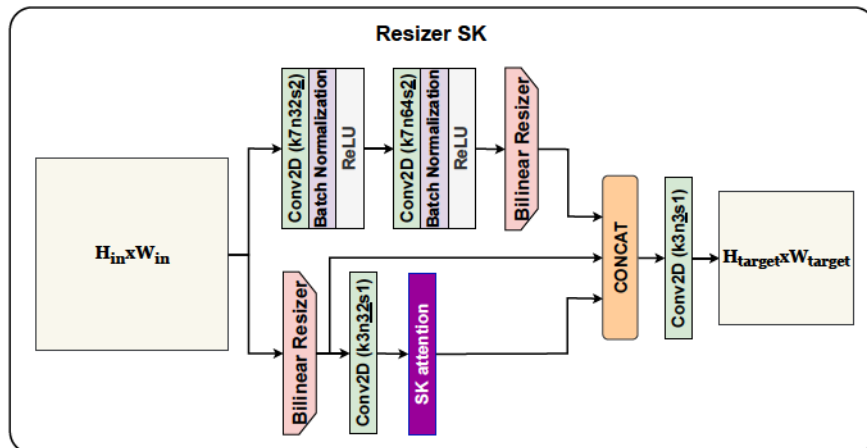 Resizer SK
HinxWin
Conv2D (k7n32s2)
Batch Normalization
ReLU
Conv2D (k7n64s2)
Batch Normalization
ReLU
Bilinear Resizer
Bilinear Resizer
Conv2D (k3n32s1)
SK attention
CONCAT
Conv2D (k3n3s1)
HtargetxWtarget